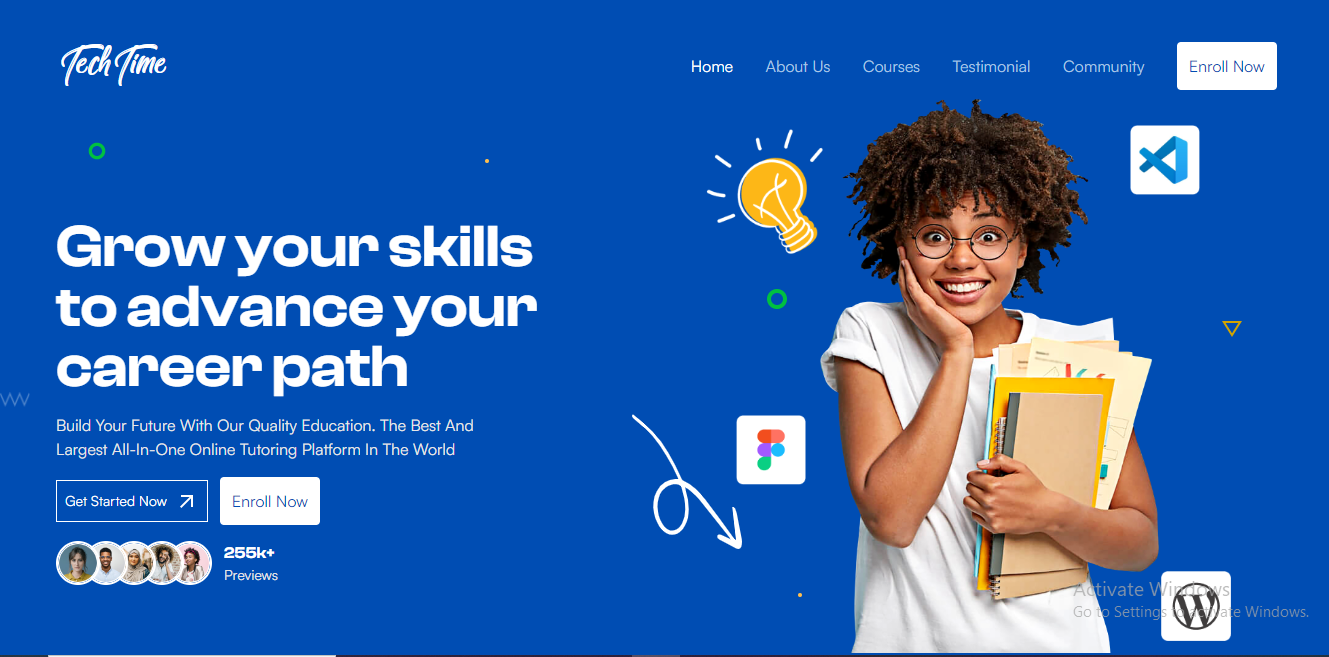 Tech Time
Home
About Us
Courses
Testimonial
Community
Enroll Now
Grow your skills
to advance your
career path
Build Your Future With Our Quality Education. The Best And
Largest All-In-One Online Tutoring Platform In The World
Get Started Now
Enroll Now
255k+
Previews
Activate Windows
Go to Settings to activate Windows.